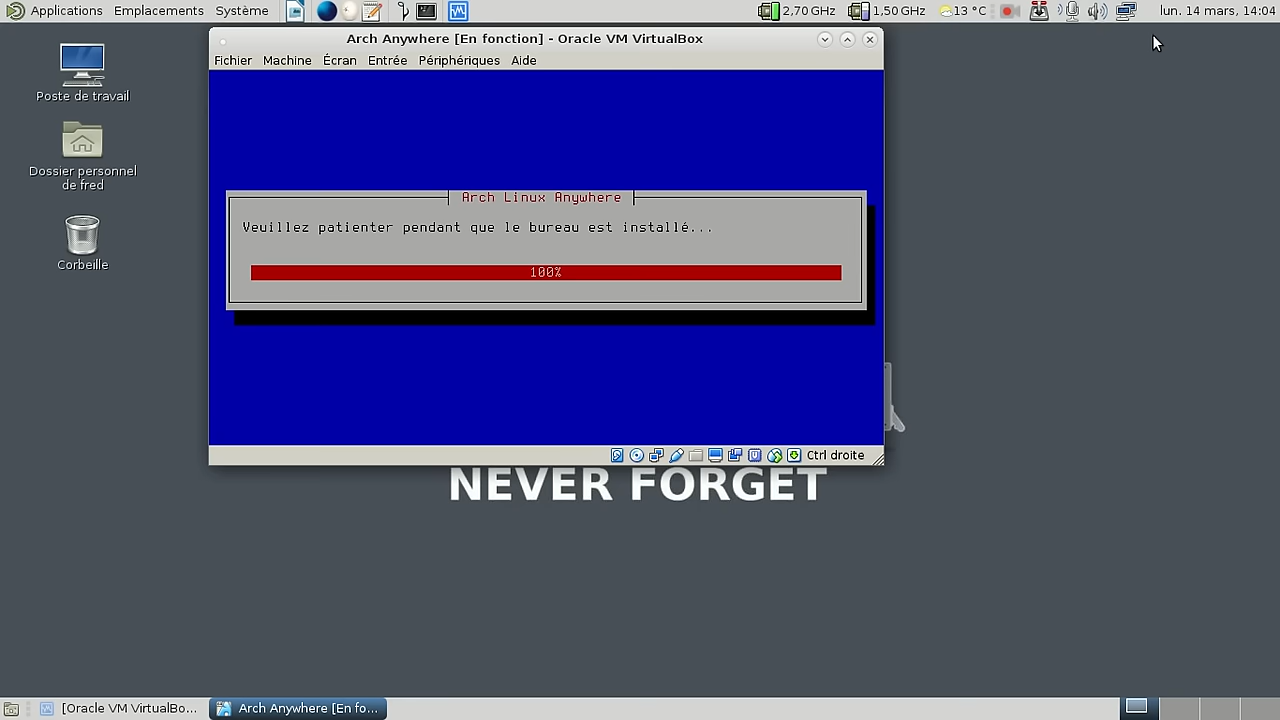 Applications Emplacements Système 2,70 GHz 1,50 GHz 13 °C lun. 14 mars, 14:04
Arch Anywhere [En fonction] - Oracle VM VirtualBox
Fichier Machine Écran Entrée Périphériques Aide
Poste de travail
Dossier personnel
de fred
Corbeille
Arch Linux Anywhere
Veuillez patienter pendant que le bureau est installé...
100%
Ctrl droite
NEVER FORGET
[Oracle VM VirtualBo... Arch Anywhere [En fo...